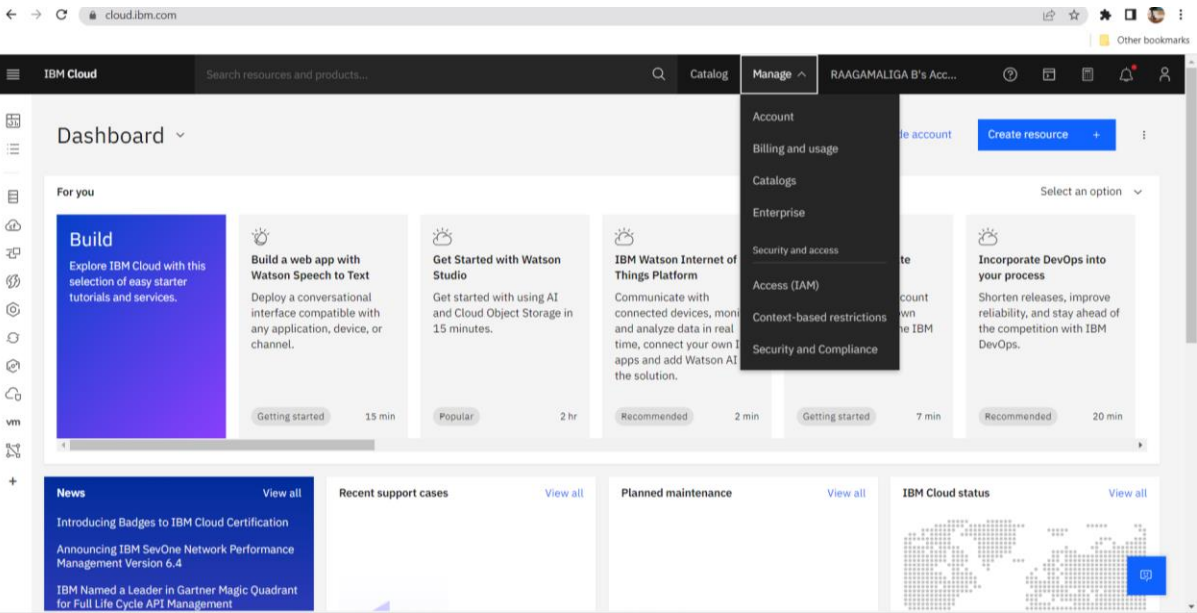 cloud.ibm.com
Other bookmarks
IBM Cloud
Search resources and products...
Catalog
Manage
RAAGAMALIGA B's Acc...
Account
Billing and usage
Catalogs
Enterprise
Security and access
Access (IAM)
Context-based restrictions
Security and Compliance
Dashboard
account
Create resource +
For you
Select an option
Build
Explore IBM Cloud with this
selection of easy starter
tutorials and services.
Build a web app with
Watson Speech to Text
Deploy a conversational
interface compatible with
any application, device, or
channel.
Getting started
15 min
Get Started with Watson
Studio
Get started with using AI
and Cloud Object Storage in
15 minutes.
Popular
2 hr
IBM Watson Internet of
Things Platform
Communicate with
connected devices, moni
and analyze data in real
time, connect your own I
apps and add Watson AI
the solution.
Recommended
2 min
te
count
wn
he IBM
Getting started
7 min
Incorporate DevOps into
your process
Shorten releases, improve
reliability, and stay ahead of
the competition with IBM
DevOps.
Recommended
20 min
vm
News
View all
Introducing Badges to IBM Cloud Certification
Announcing IBM SevOne Network Performance
Management Version 6.4
IBM Named a Leader in Gartner Magic Quadrant
for Full Life Cycle API Management
Recent support cases
View all
Planned maintenance
View all
IBM Cloud status
View all